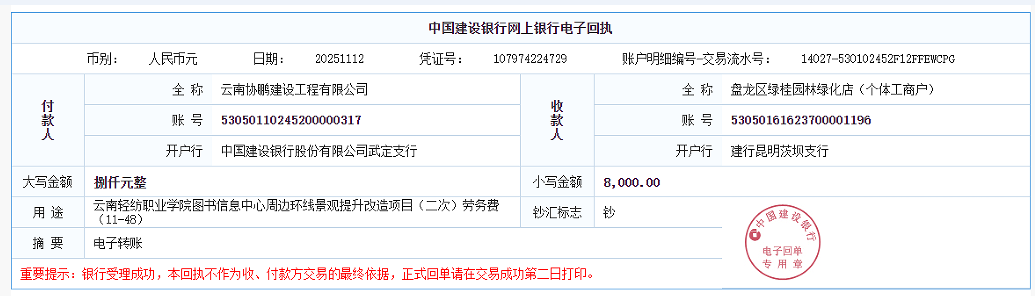 中国建设银行网上银行电子回执
币别： 人民币元 日期： 20251112 凭证号： 107974224729 账户明细编号-交易流水号： 14027-530102452F12FFEWCPG
付款人 全 称 云南协鹏建设工程有限公司 收款人 全 称 盘龙区绿桂园林绿化店（个体工商户）
账 号 53050110245200000317 账 号 53050161623700001196
开户行 中国建设银行股份有限公司武定支行 开户行 建行昆明茨坝支行
大写金额 捌仟元整 小写金额 8,000.00
用 途 云南轻纺职业学院图书信息中心周边环线景观提升改造项目（二次）劳务费
（11-48） 钞汇标志 钞
摘 要 电子转账
中国建设银行
电子回单
专用章
重要提示：银行受理成功，本回执不作为收、付款方交易的最终依据，正式回单请在交易成功第二日打印。